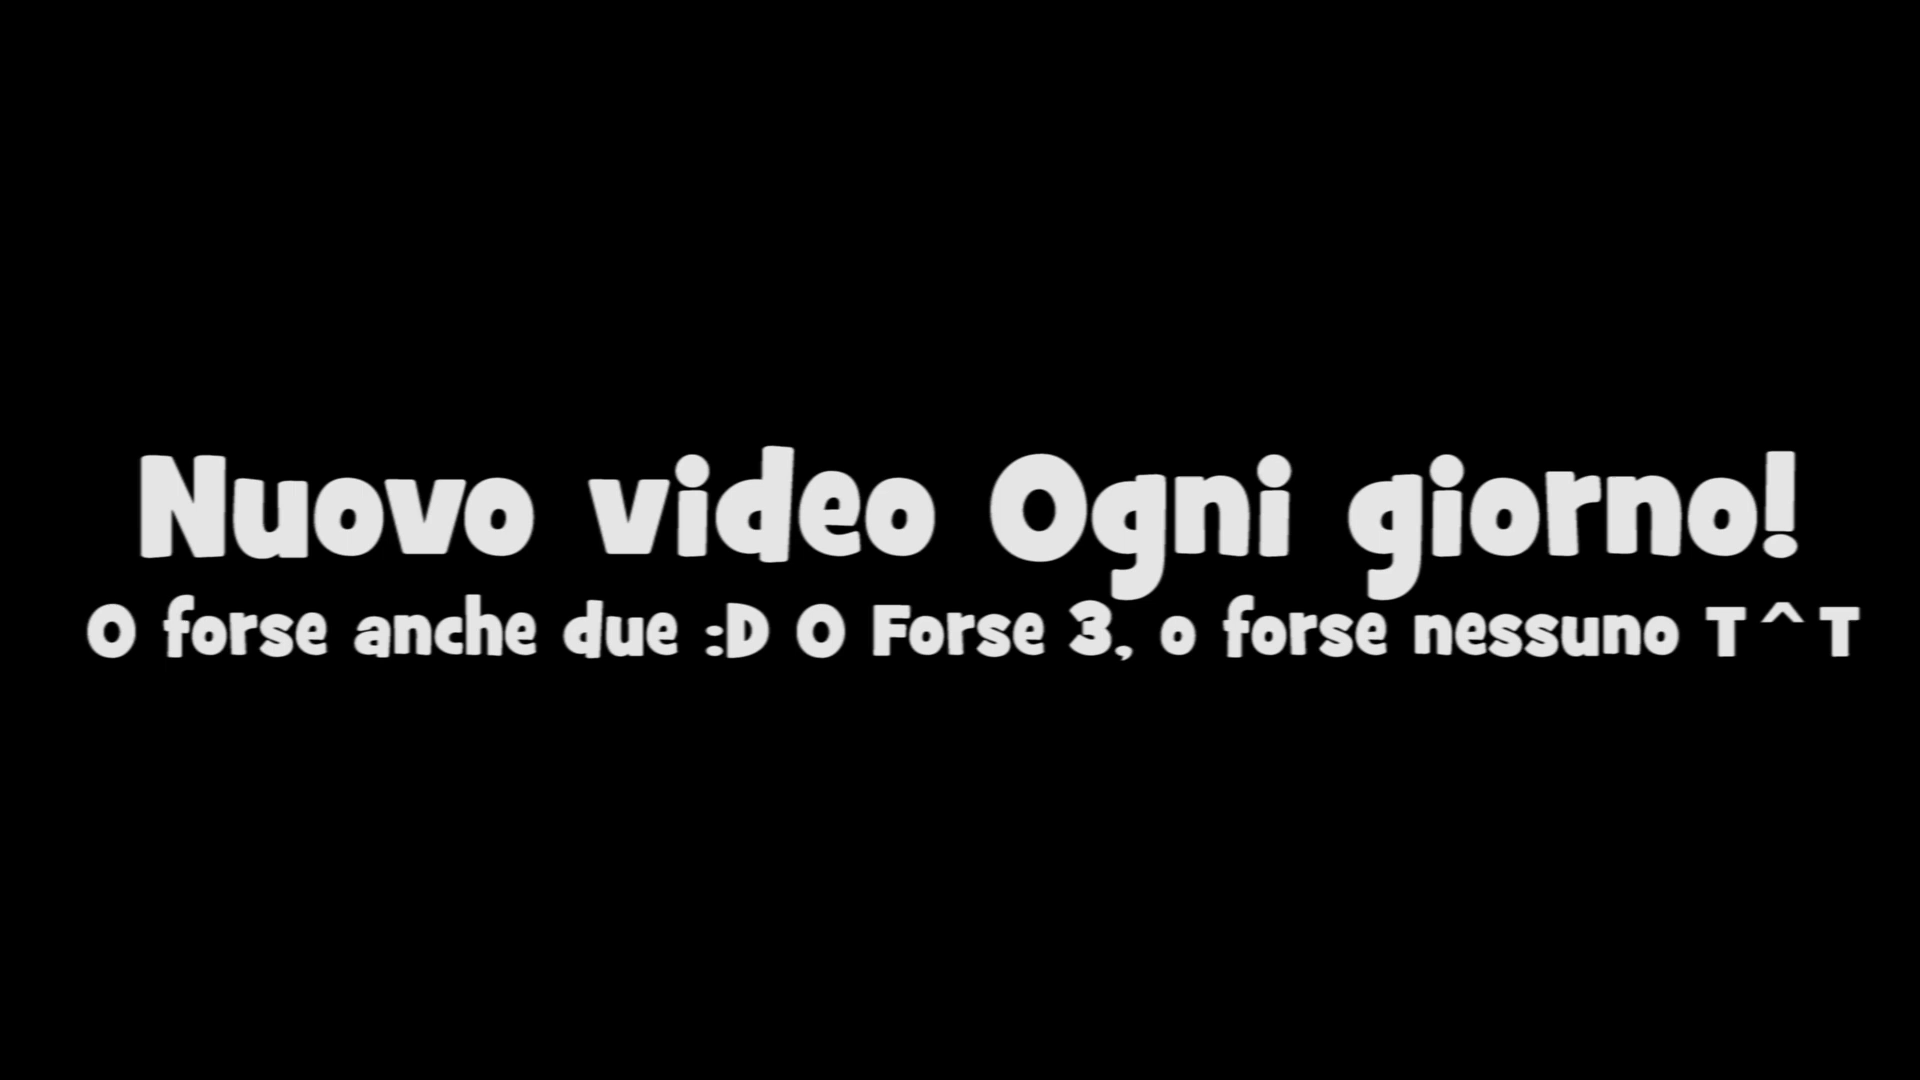 Nuovo video Ogni giorno!
O forse anche due :D O Forse 3, o forse nessuno T^T